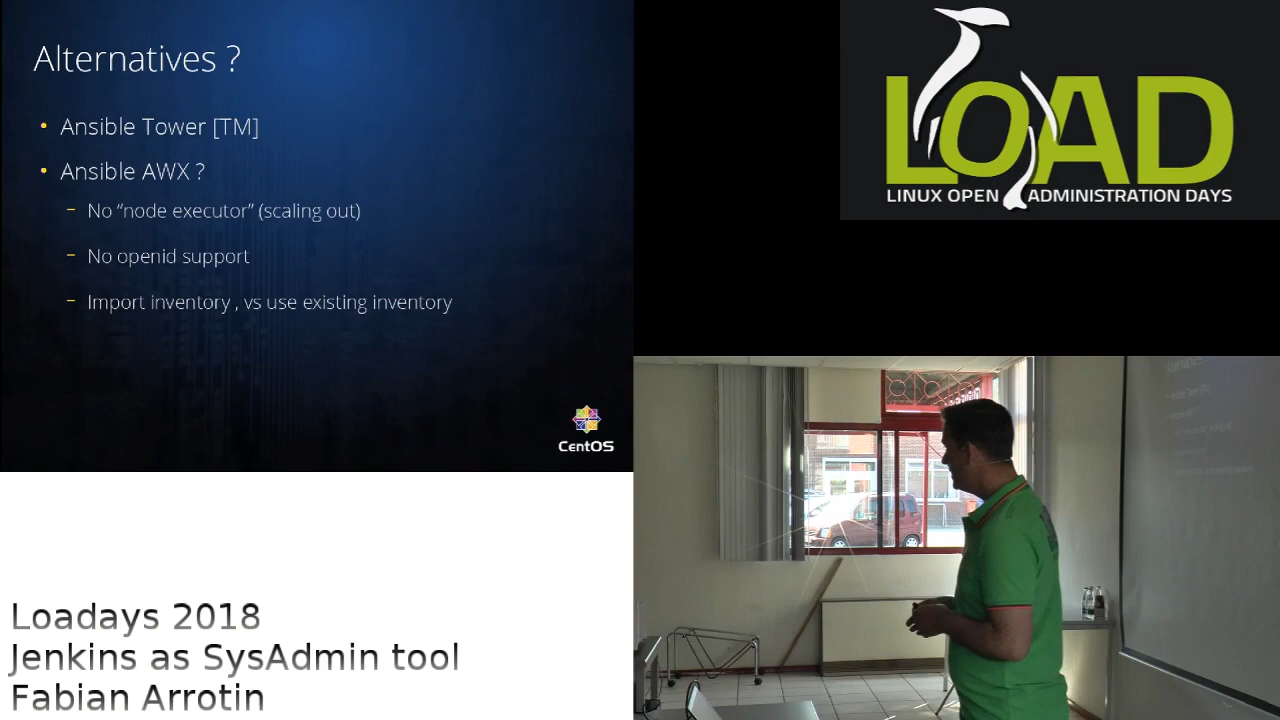 Alternatives ?
Ansible Tower [TM]
Ansible AWX ?
No “node executor” (scaling out)
No openid support
Import inventory , vs use existing inventory
CentOS
LOAD
LINUX OPEN ADMINISTRATION DAYS
Loadays 2018
Jenkins as SysAdmin tool
Fabian Arrotin